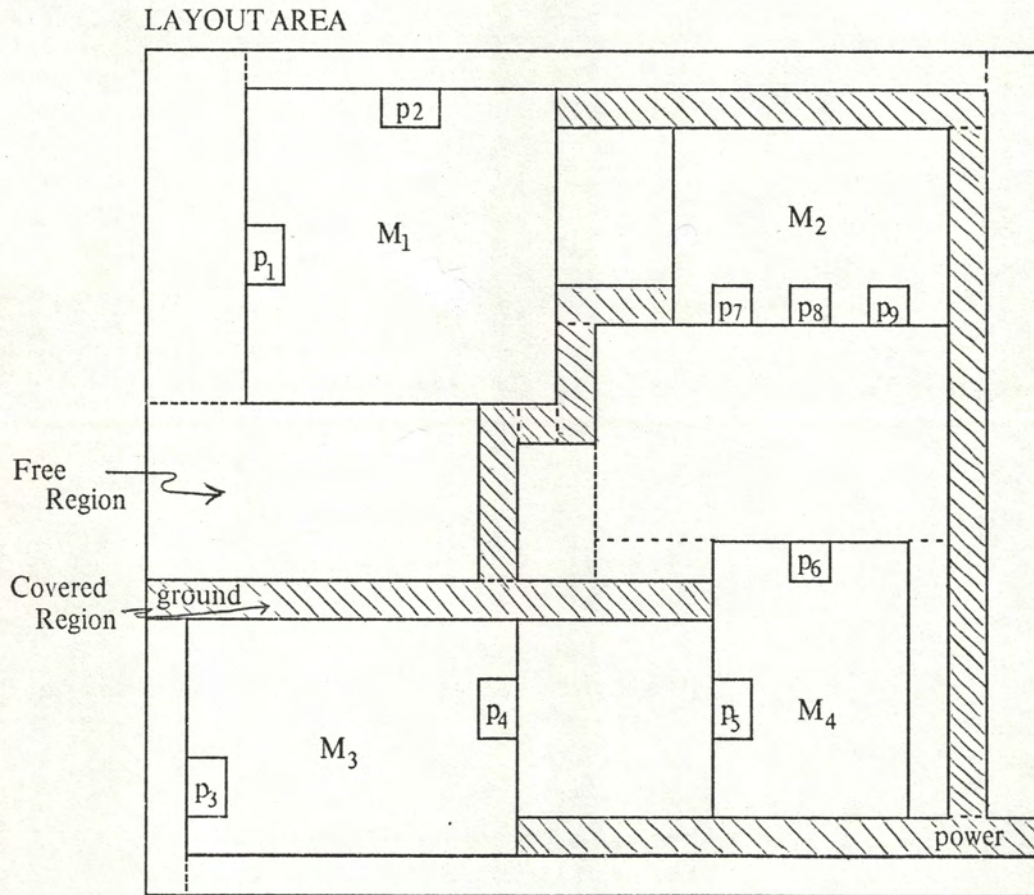 LAYOUT AREA
p2
M1
p1
M2
p7 p8 p9
Free
Region
p6
Covered
Region
ground
p4
p5
M4
M3
p3
power